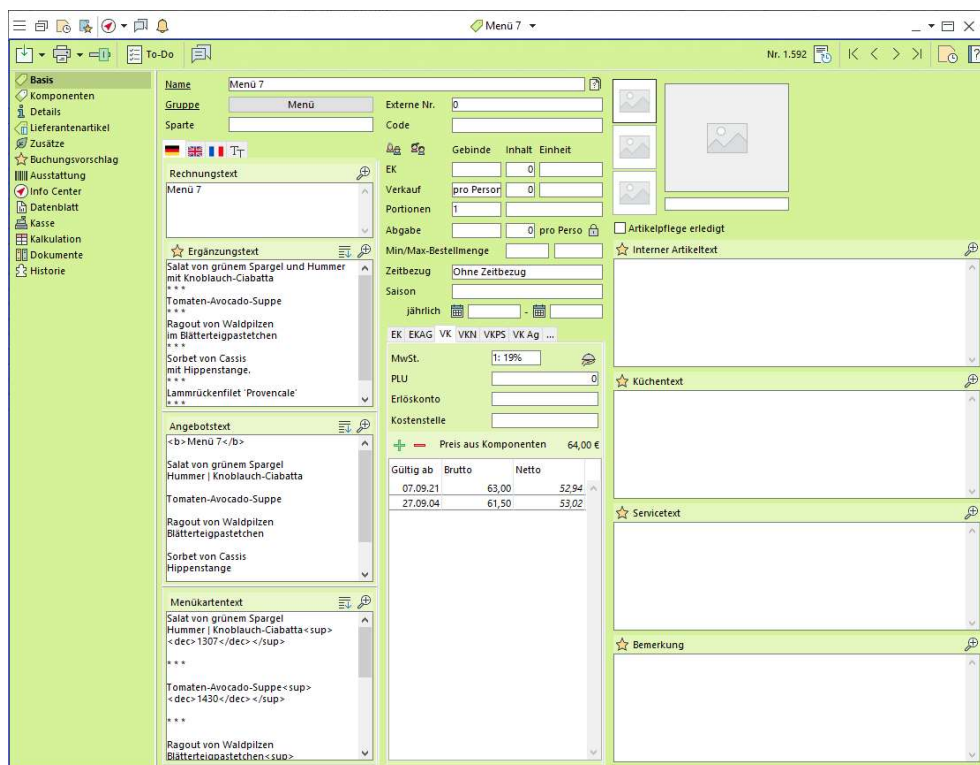 Menü 7
To-Do
Nr. 1.592
Basis
Komponenten
Details
Lieferantenartikel
Zusätze
Buchungsvorschlag
Ausstattung
Info Center
Datenblatt
Kasse
Kalkulation
Dokumente
Historie
Name Menü 7
Gruppe Menü
Sparte
Externe Nr. 0
Code
Gebinde Inhalt Einheit
EK 0
Verkauf pro Person 0
Portionen 1
Abgabe 0 pro Perso
Min/Max-Bestellmenge
Zeitbezug Ohne Zeitbezug
Saison
jährlich -
TT
Rechnungstext
Menü 7
Ergänzungstext
Salat von grünem Spargel und Hummer
mit Knoblauch-Ciabatta
* * *
Tomaten-Avocado-Suppe
* * *
Ragout von Waldpilzen
im Blätterteigpastetchen
* * *
Sorbet von Cassis
mit Hippenstange.
* * *
Lammrückenfilet 'Provencale'
* * *
Angebotstext
<b>Menü 7</b>
Salat von grünem Spargel
Hummer | Knoblauch-Ciabatta
Tomaten-Avocado-Suppe
Ragout von Waldpilzen
Blätterteigpastetchen
Sorbet von Cassis
Hippenstange
Menükartentext
Salat von grünem Spargel
Hummer | Knoblauch-Ciabatta<sup>
<dec>1307</dec></sup>
* * *
Tomaten-Avocado-Suppe<sup>
<dec>1430</dec></sup>
* * *
Ragout von Waldpilzen
Blätterteigpastetchen<sup>
EK EKAG VK VKN VKPS VK Ag ...
MwSt. 1: 19%
PLU 0
Erlöskonto
Kostenstelle
Preis aus Komponenten 64,00 €
Gültig ab Brutto Netto
07.09.21 63,00 52,94
27.09.04 61,50 53,02
Artikelpflege erledigt
Interner Artikeltext
Küchentext
Servicetext
Bemerkung